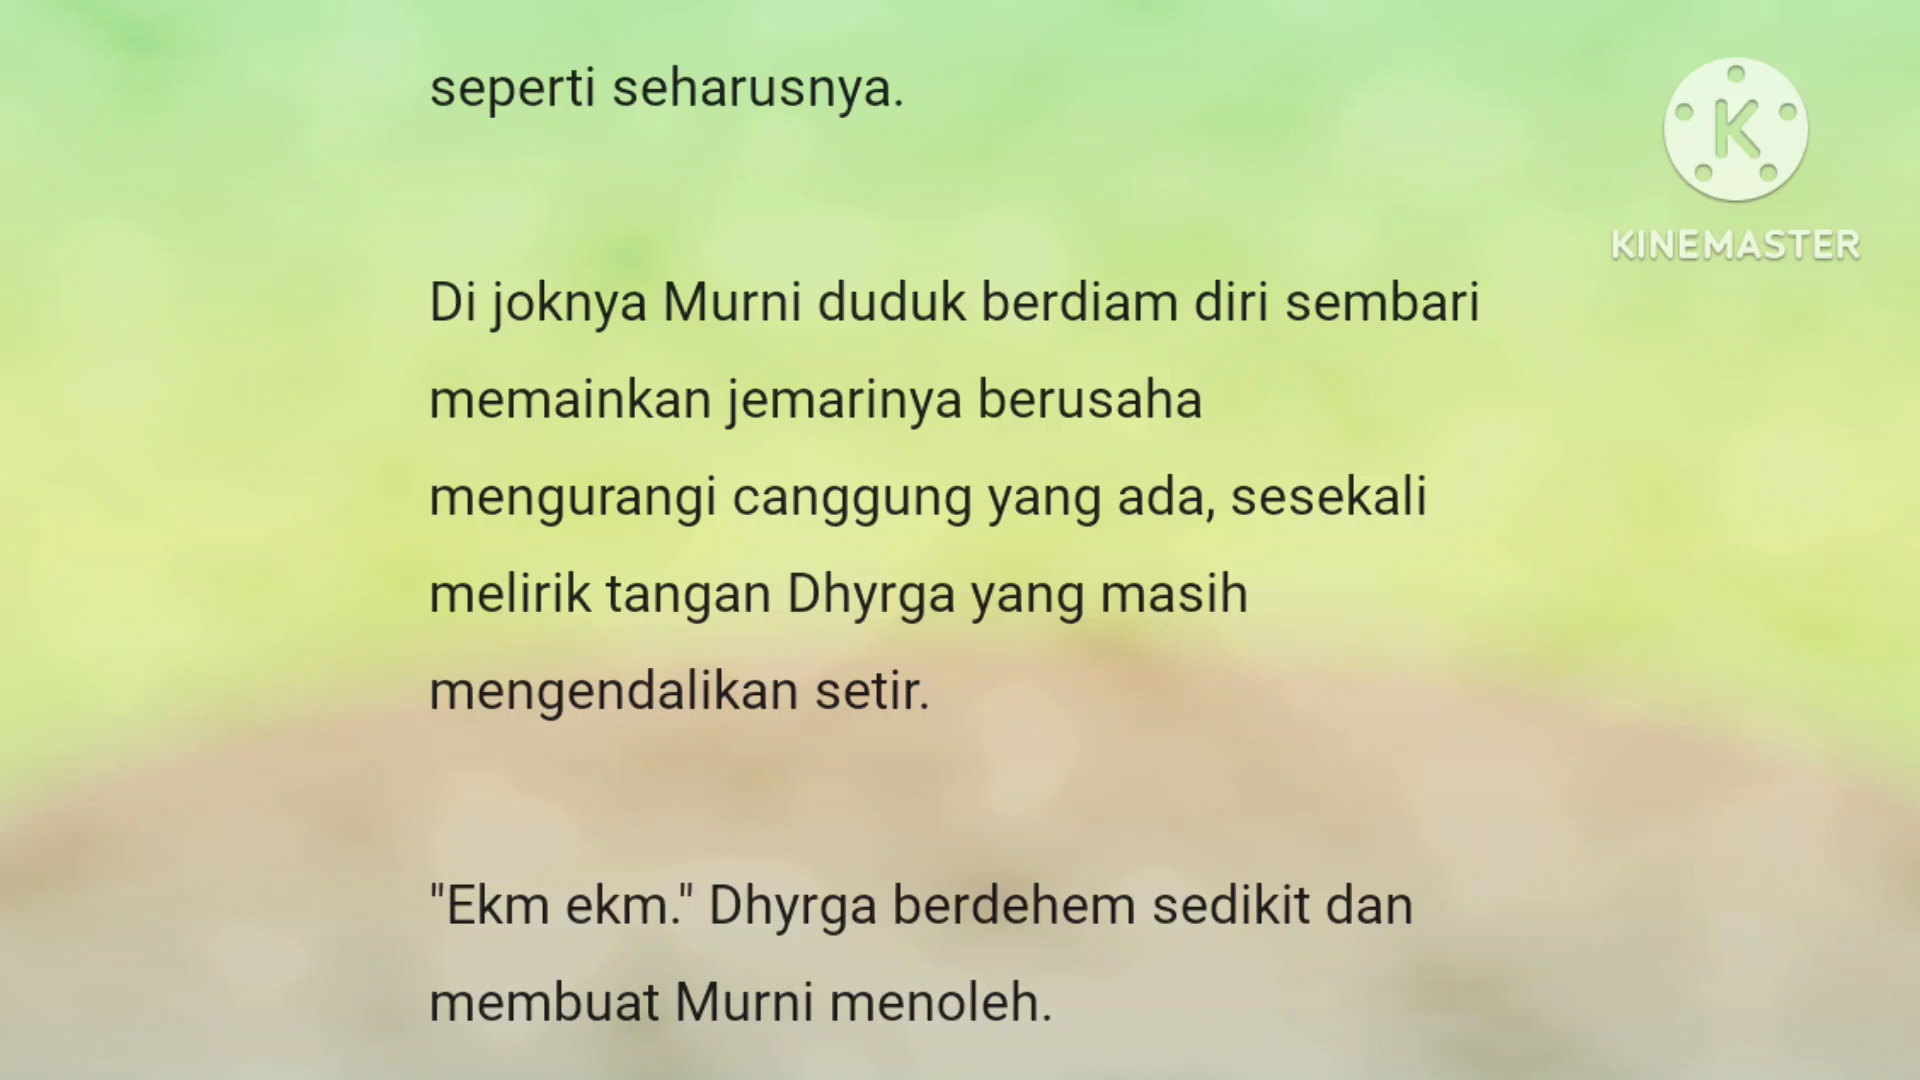 seperti seharusnya.
K
KINEMASTER
Di joknya Murni duduk berdiam diri sembari
memainkan jemarinya berusaha
mengurangi canggung yang ada, sesekali
melirik tangan Dhyrga yang masih
mengendalikan setir.
"Ekm ekm." Dhyrga berdehem sedikit dan
membuat Murni menoleh.